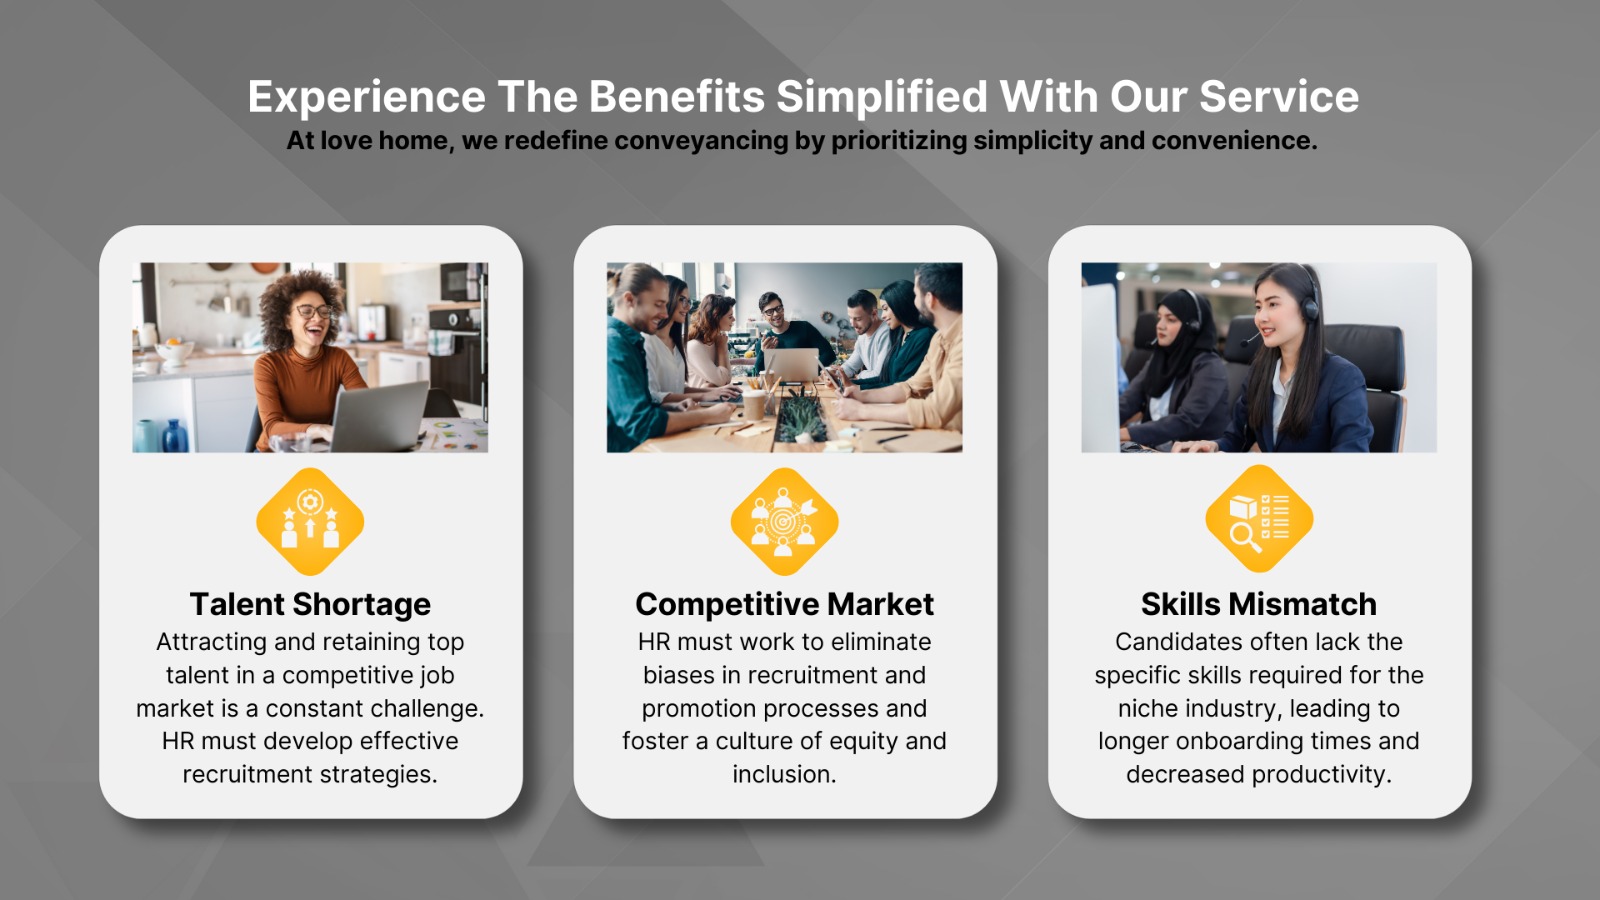 Experience The Benefits Simplified With Our Service
At love home, we redefine conveyancing by prioritizing simplicity and convenience.
Talent Shortage
Attracting and retaining top
talent in a competitive job
market is a constant challenge.
HR must develop effective
recruitment strategies.
Competitive Market
HR must work to eliminate
biases in recruitment and
promotion processes and
foster a culture of equity and
inclusion.
Skills Mismatch
Candidates often lack the
specific skills required for the
niche industry, leading to
longer onboarding times and
decreased productivity.